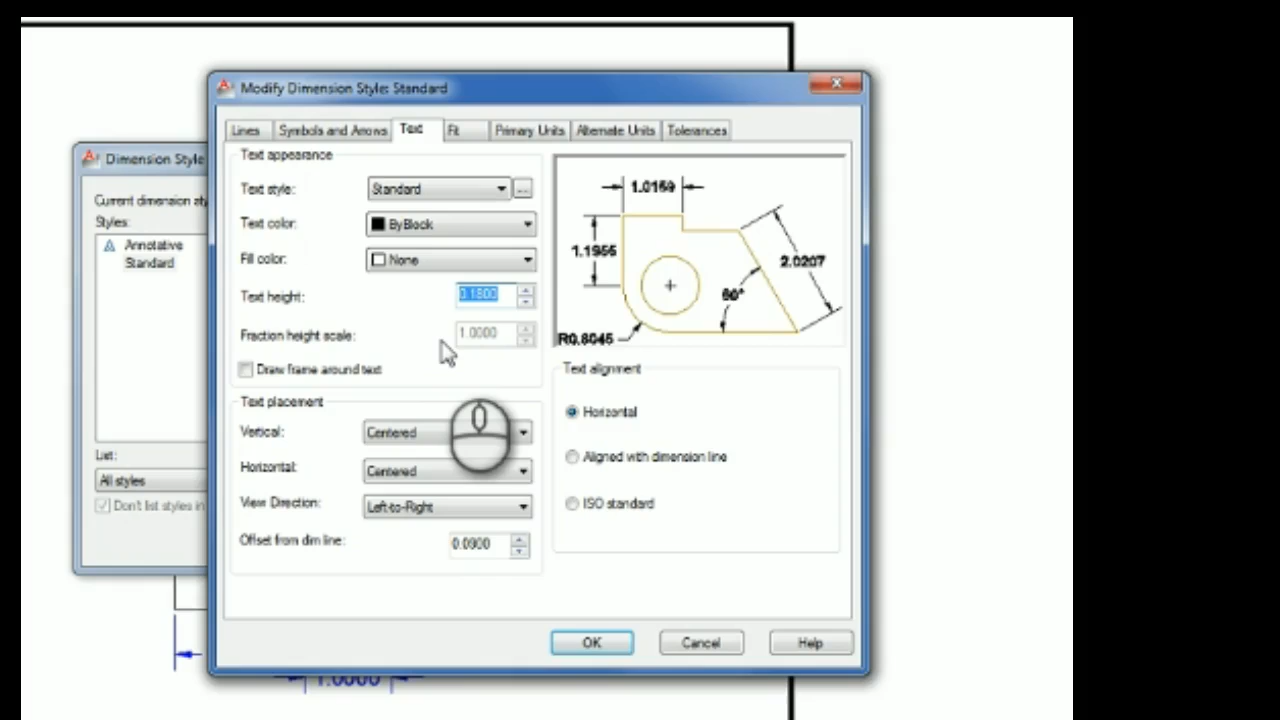 Modify Dimension Style: Standard
Dimension Style
Current dimension sty
Styles:
Annotative
Standard
List:
All styles
Don't list styles in
Lines
Symbols and Arrows
Text
Fit
Primary Units
Alternate Units
Tolerances
Text appearance
Text style:
Standard
...
Text color:
ByBlock
Fill color:
None
Text height:
0.1800
Fraction height scale:
1.0000
Draw frame around text
Text placement
Vertical:
Centered
Horizontal:
Centered
View Direction:
Left-to-Right
Offset from dim line:
0.0900
1.0159
1.1955
2.0207
60°
R0.8045
Text alignment
Horizontal
Aligned with dimension line
ISO standard
OK
Cancel
Help
1.0000